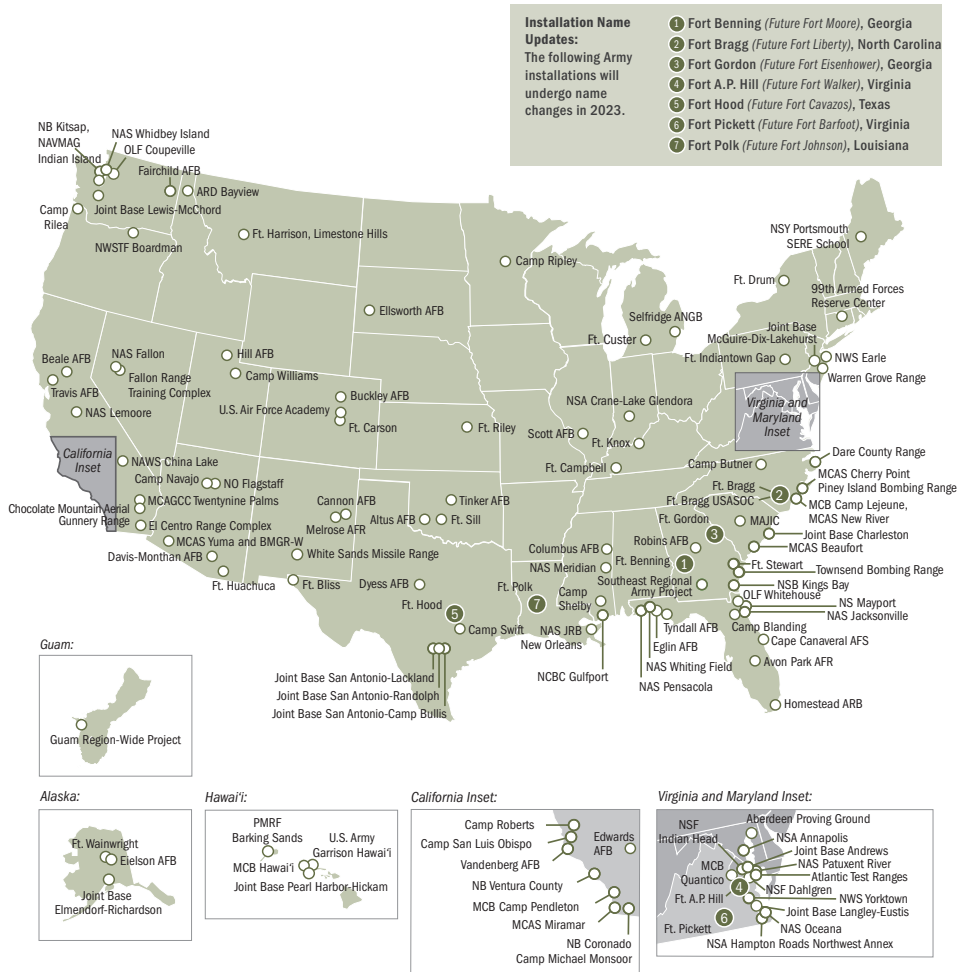 Installation Name
Updates:
The following Army
installations will
undergo name
changes in 2023.
1 Fort Benning (Future Fort Moore), Georgia
2 Fort Bragg (Future Fort Liberty), North Carolina
3 Fort Gordon (Future Fort Eisenhower), Georgia
4 Fort A.P. Hill (Future Fort Walker), Virginia
5 Fort Hood (Future Fort Cavazos), Texas
6 Fort Pickett (Future Fort Barfoot), Virginia
7 Fort Polk (Future Fort Johnson), Louisiana
NB Kitsap,
NAVMAG
Indian Island
NAS Whidbey Island
OLF Coupeville
Fairchild AFB
ARD Bayview
Joint Base Lewis-McChord
Camp
Rilea
NWSTF Boardman
Ft. Harrison, Limestone Hills
Camp Ripley
NSY Portsmouth
SERE School
Ft. Drum
99th Armed Forces
Reserve Center
Ellsworth AFB
Selfridge ANGB
Ft. Custer
Joint Base
McGuire-Dix-Lakehurst
Ft. Indiantown Gap
NWS Earle
Warren Grove Range
Beale AFB
Travis AFB
NAS Fallon
Fallon Range
Training Complex
NAS Lemoore
Hill AFB
Camp Williams
Buckley AFB
U.S. Air Force Academy
Ft. Carson
Ft. Riley
NSA Crane-Lake Glendora
Scott AFB
Ft. Knox
Ft. Campbell
Virginia and
Maryland
Inset
California
Inset
NAWS China Lake
Camp Navajo
NO Flagstaff
MCAGCC Twentynine Palms
Chocolate Mountain Aerial
Gunnery Range
El Centro Range Complex
MCAS Yuma and BMGR-W
Davis-Monthan AFB
Ft. Huachuca
Cannon AFB
Melrose AFR
White Sands Missile Range
Ft. Bliss
Tinker AFB
Altus AFB
Ft. Sill
Dyess AFB
Ft. Hood
5
Camp Swift
Joint Base San Antonio-Lackland
Joint Base San Antonio-Randolph
Joint Base San Antonio-Camp Bullis
Ft. Polk
7
Camp Butner
Dare County Range
Ft. Bragg
Ft. Bragg USASOC
2
MCAS Cherry Point
Piney Island Bombing Range
MCB Camp Lejeune,
MCAS New River
Ft. Gordon
3
MAJIC
Joint Base Charleston
MCAS Beaufort
Robins AFB
Columbus AFB
NAS Meridian
Ft. Benning
1
Ft. Stewart
Townsend Bombing Range
Southeast Regional
Army Project
NSB Kings Bay
Camp
Shelby
OLF Whitehouse
NS Mayport
NAS Jacksonville
Camp Blanding
NAS JRB
New Orleans
NCBC Gulfport
Tyndall AFB
Eglin AFB
NAS Whiting Field
NAS Pensacola
Cape Canaveral AFS
Avon Park AFR
Homestead ARB
Guam:
Guam Region-Wide Project
Alaska:
Ft. Wainwright
Eielson AFB
Joint Base
Elmendorf-Richardson
Hawai‘i:
PMRF
Barking Sands
U.S. Army
Garrison Hawai‘i
MCB Hawai‘i
Joint Base Pearl Harbor-Hickam
California Inset:
Camp Roberts
Camp San Luis Obispo
Vandenberg AFB
Edwards
AFB
NB Ventura County
MCB Camp Pendleton
MCAS Miramar
NB Coronado
Camp Michael Monsoor
Virginia and Maryland Inset:
Aberdeen Proving Ground
NSF
Indian Head
NSA Annapolis
Joint Base Andrews
NAS Patuxent River
Atlantic Test Ranges
MCB
Quantico
NSF Dahlgren
Ft. A.P. Hill
4
NWS Yorktown
Joint Base Langley-Eustis
6
Ft. Pickett
NAS Oceana
NSA Hampton Roads Northwest Annex